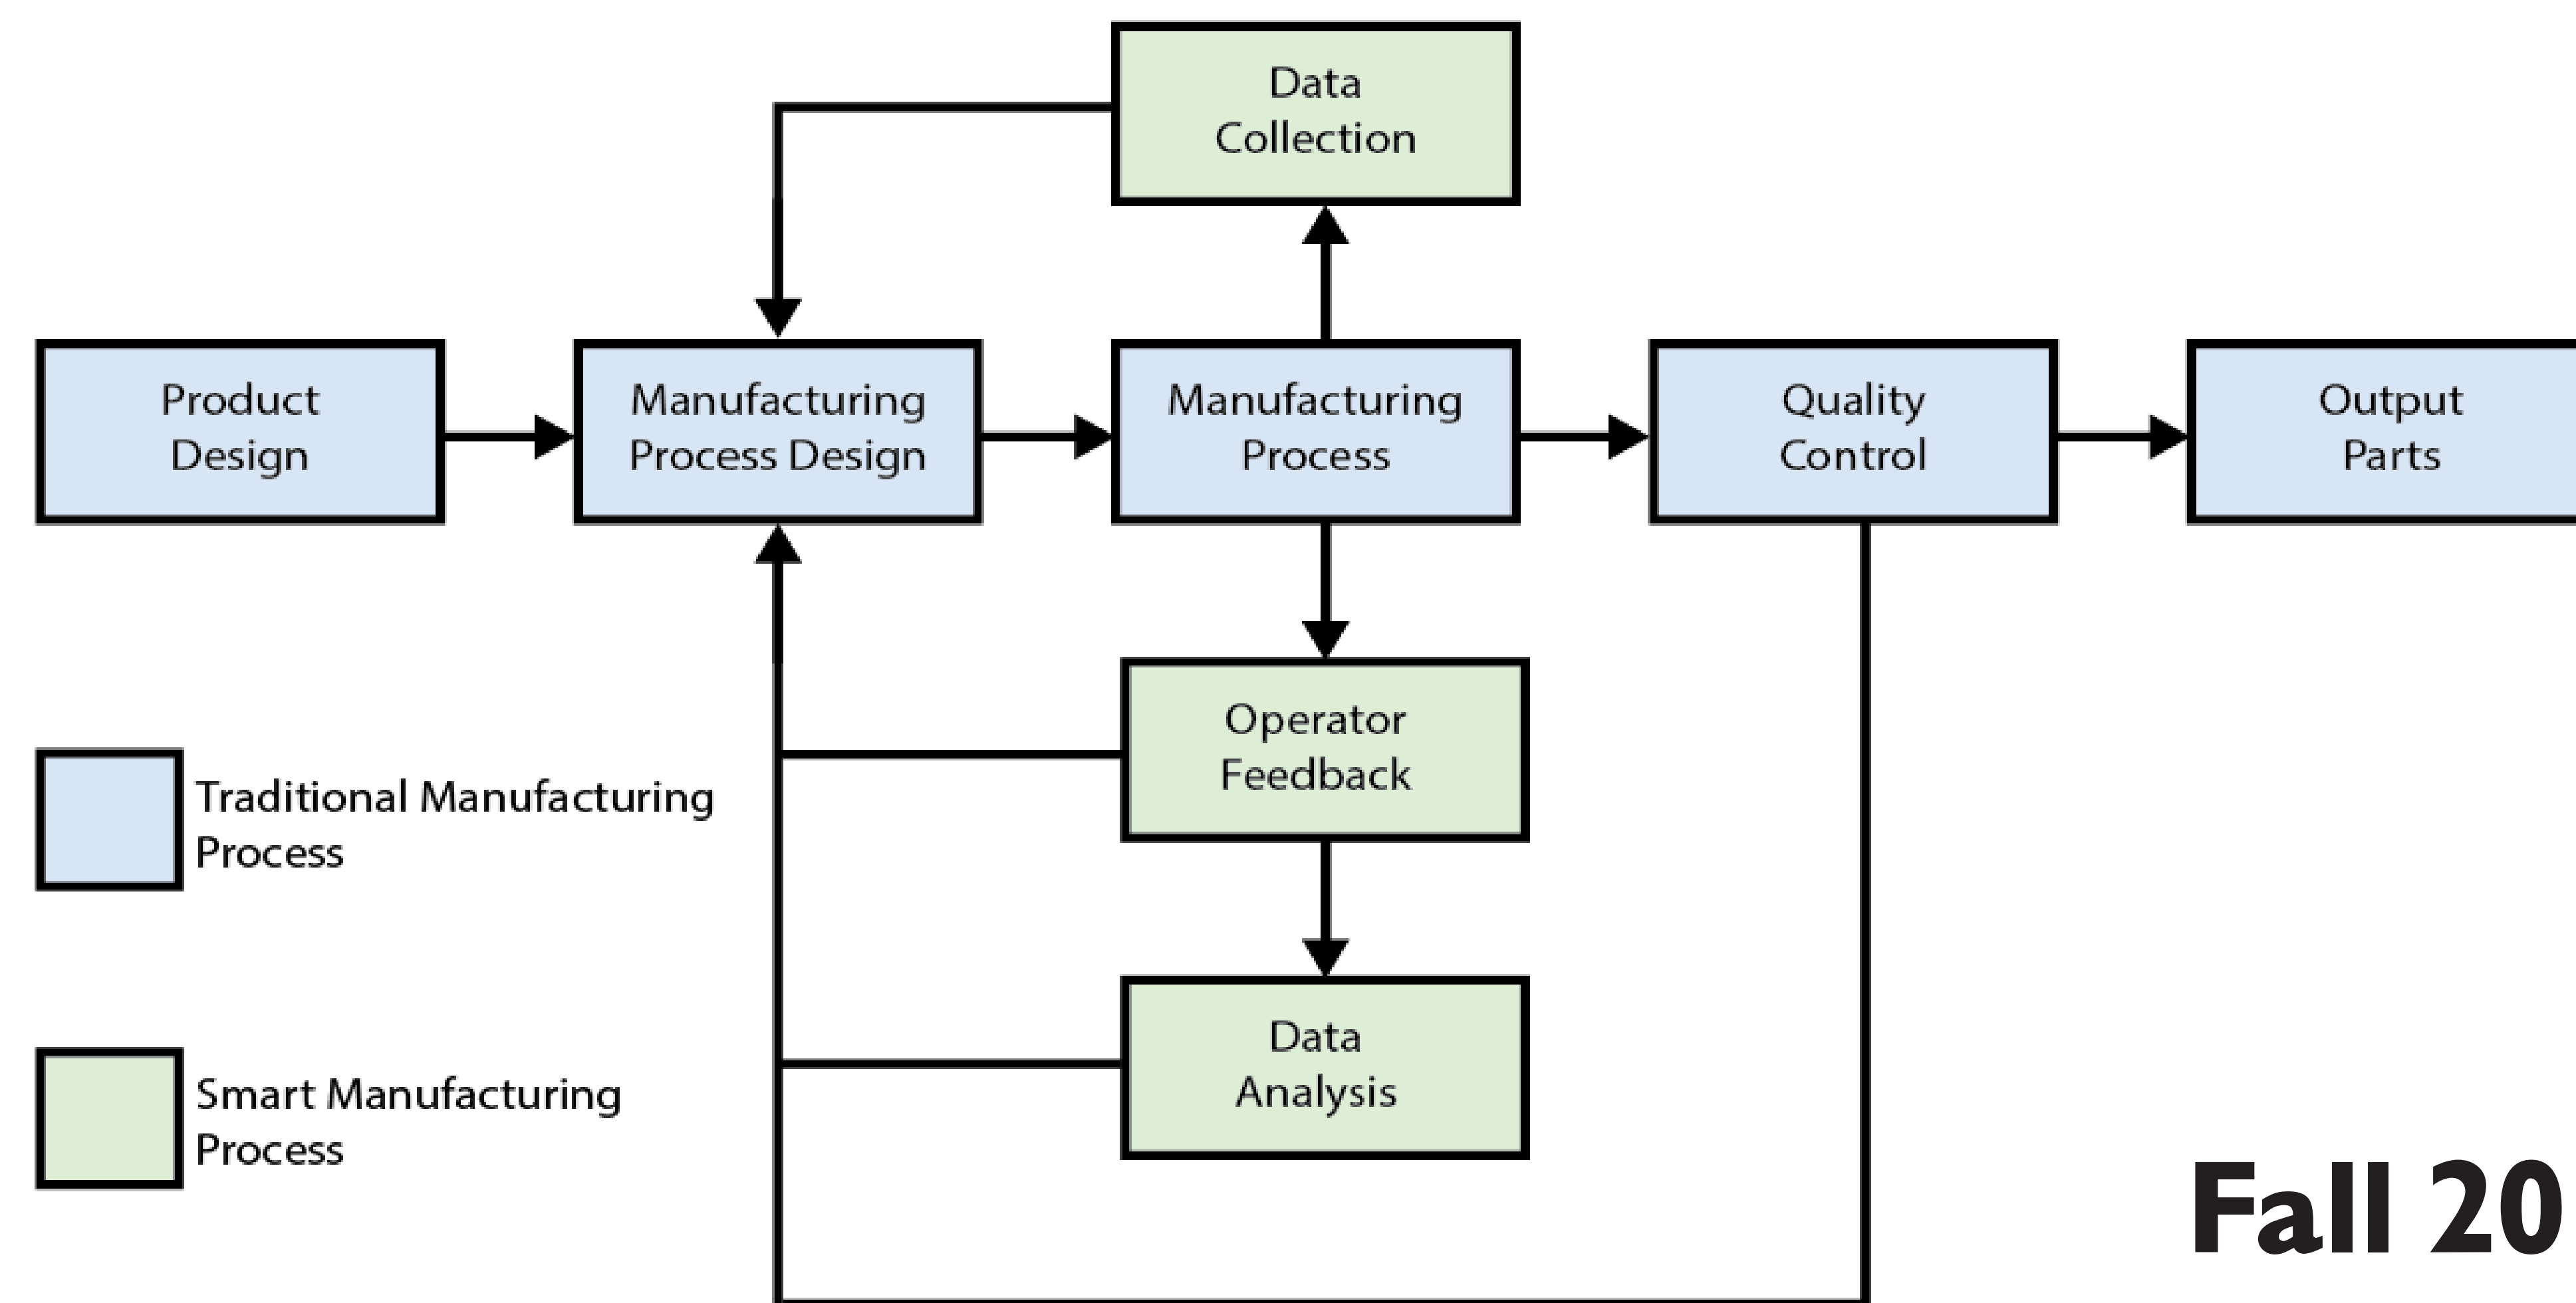 Data
Collection
Product
Design
Manufacturing
Process Design
Manufacturing
Process
Quality
Control
Output
Parts
Operator
Feedback
Traditional Manufacturing
Process
Data
Analysis
Smart Manufacturing
Process
Fall 20